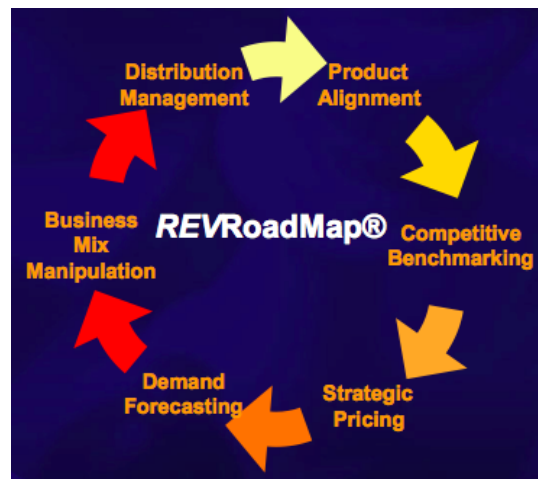 Distribution
Management
Product
Alignment
REVRoadMap®
Competitive
Benchmarking
Strategic
Pricing
Demand
Forecasting
Business
Mix
Manipulation